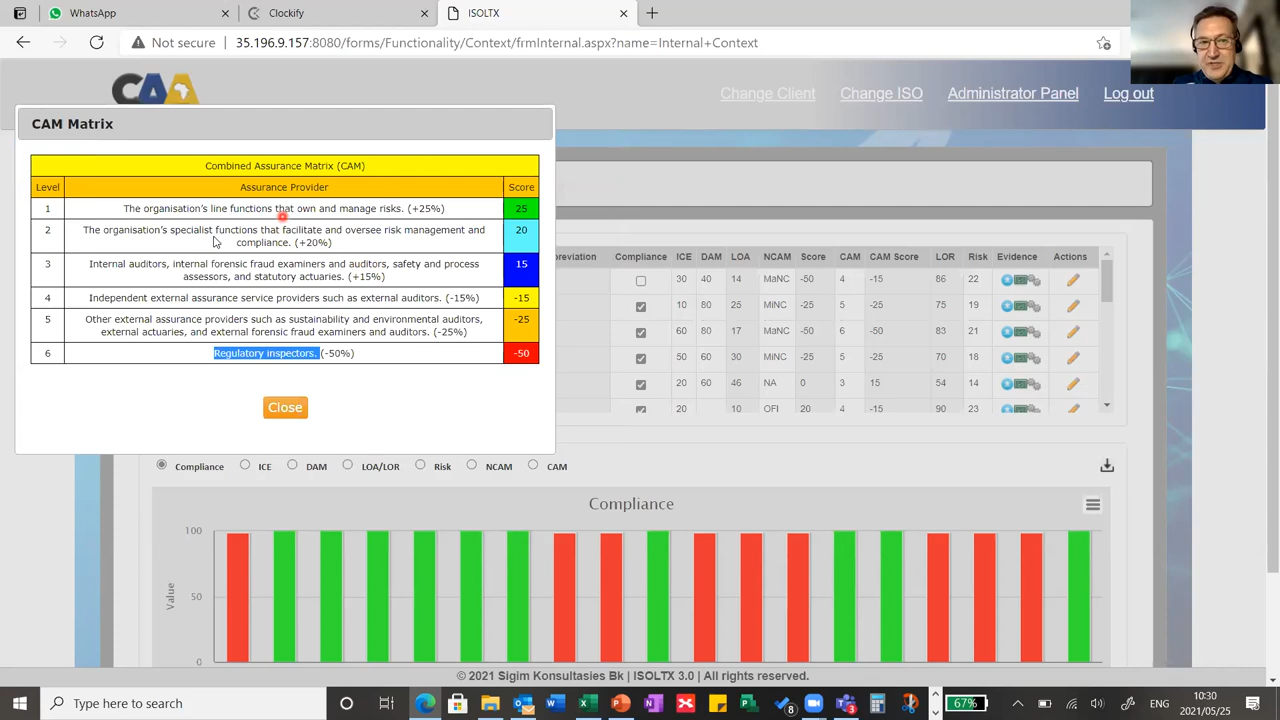 WhatsApp
Clockify
ISOLTX
Not secure
35.196.9.157:8080/forms/Functionality/Context/frmInternal.aspx?name=Internal+Context
CAA
Change Client
Change ISO
Administrator Panel
Log out
CAM Matrix
Combined Assurance Matrix (CAM)
Level Assurance Provider Score
1 The organisation's line functions that own and manage risks. (+25%) 25
2 The organisation's specialist functions that facilitate and oversee risk management and
compliance. (+20%) 20
3 Internal auditors, internal forensic fraud examiners and auditors, safety and process
assessors, and statutory actuaries. (+15%) 15
4 Independent external assurance service providers such as external auditors. (-15%) -15
5 Other external assurance providers such as sustainability and environmental auditors,
external actuaries, and external forensic fraud examiners and auditors. (-25%) -25
6 Regulatory inspectors. (-50%) -50
Close
breviation Compliance ICE DAM LOA NCAM Score CAM CAM Score LOR Risk Evidence Actions
30 40 14 MaNC -50 4 -15 86 22
10 80 25 MiNC -25 6 -25 75 19
60 80 17 MaNC -50 6 -50 83 21
50 60 30 MiNC -25 5 -25 70 18
20 60 46 NA 0 3 15 54 14
20 10 OFI 20 4 -15 90 23
Compliance ICE DAM LOA/LOR Risk NCAM CAM
Compliance
100
50
0
Value
© 2021 Sigim Konsultasies Bk | ISOLTX 3.0 | All rights reserved.
Type here to search
8
67%
ENG
10:30
2021/05/25